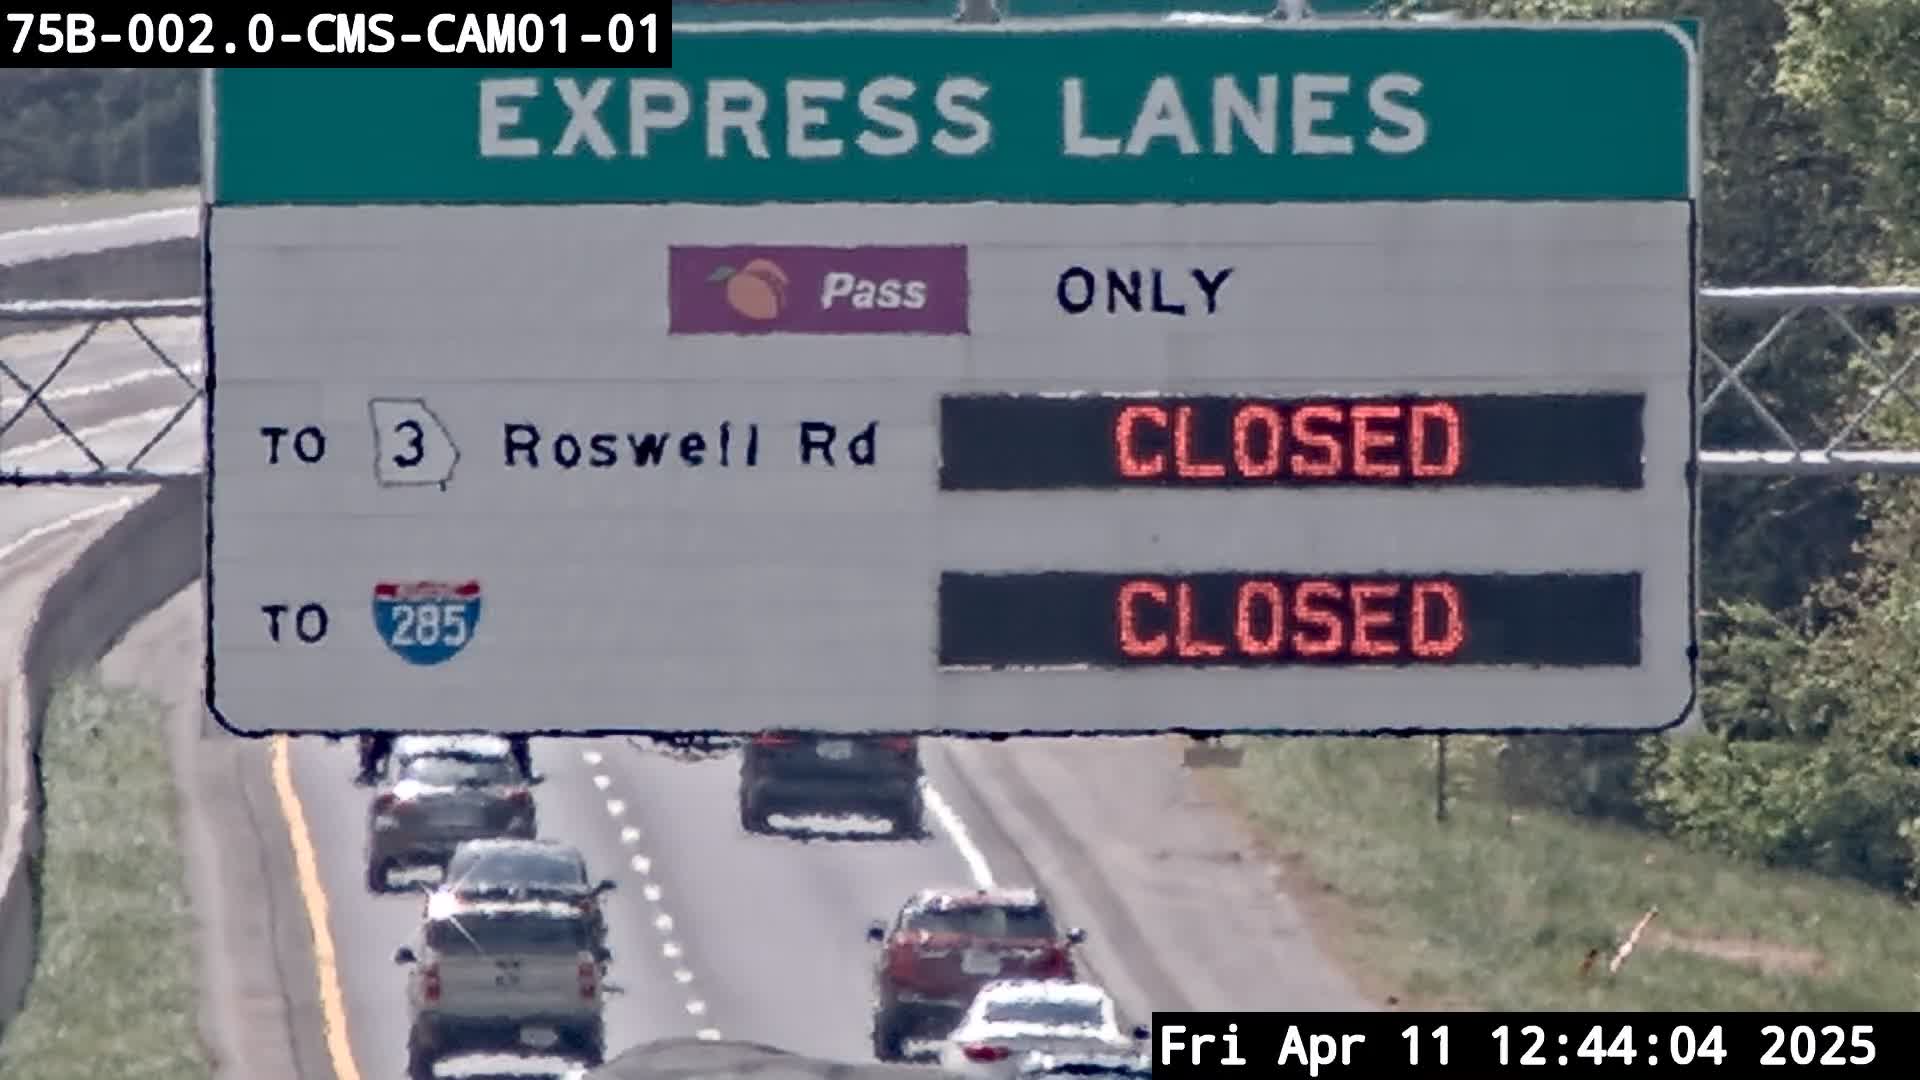 75B-002.0-CMS-CAM01-01
EXPRESS LANES
Pass ONLY
TO 3 Roswell Rd CLOSED
TO 285 CLOSED
Fri Apr 11 12:44:04 2025